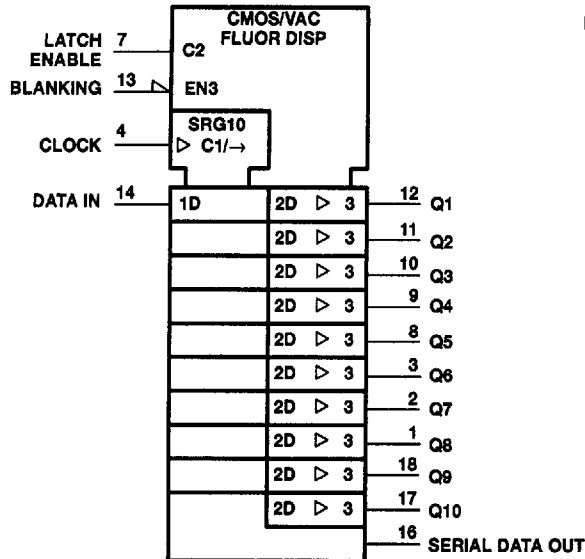 CMOS/VAC
FLUOR DISP
LATCH ENABLE 7 C2
BLANKING 13 EN3
SRG10
CLOCK 4 C1/→
DATA IN 14 1D 2D ▷ 3 12 Q1
2D ▷ 3 11 Q2
2D ▷ 3 10 Q3
2D ▷ 3 9 Q4
2D ▷ 3 8 Q5
2D ▷ 3 3 Q6
2D ▷ 3 2 Q7
2D ▷ 3 1 Q8
2D ▷ 3 18 Q9
2D ▷ 3 17 Q10
16 SERIAL DATA OUT